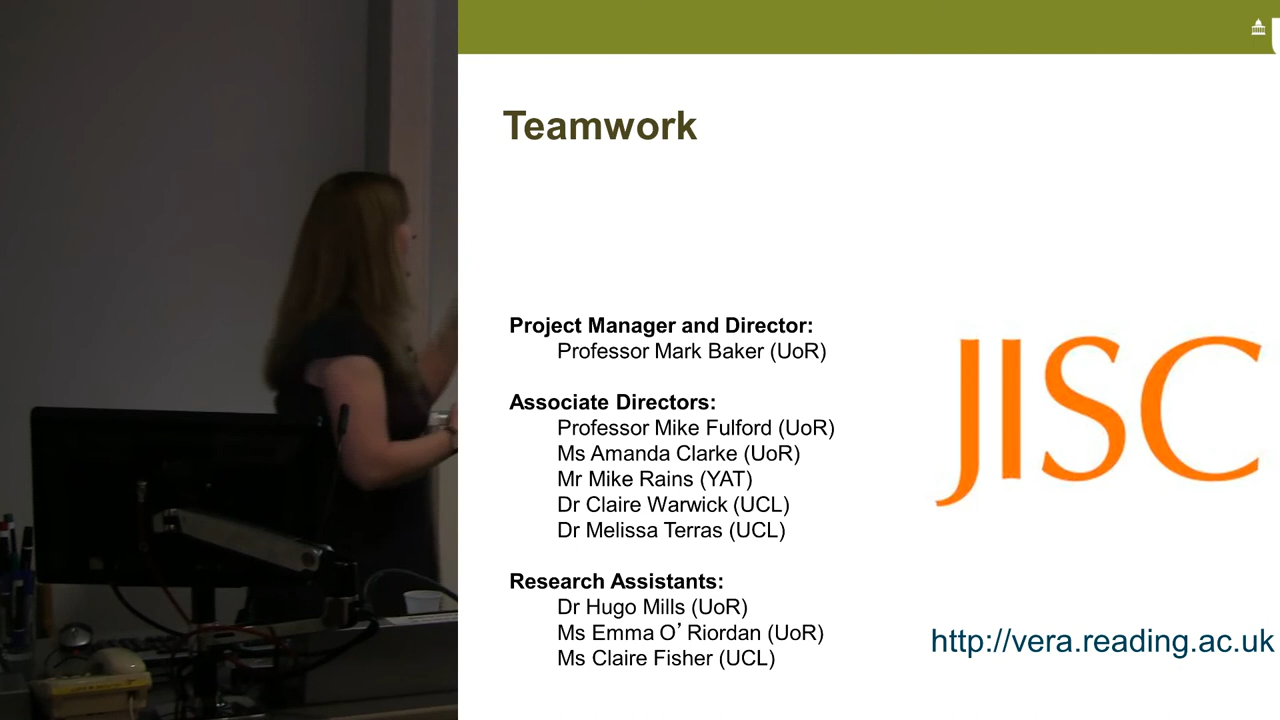 Teamwork
Project Manager and Director:
Professor Mark Baker (UoR)
Associate Directors:
Professor Mike Fulford (UoR)
Ms Amanda Clarke (UoR)
Mr Mike Rains (YAT)
Dr Claire Warwick (UCL)
Dr Melissa Terras (UCL)
Research Assistants:
Dr Hugo Mills (UoR)
Ms Emma O’ Riordan (UoR)
Ms Claire Fisher (UCL)
JISC
http://vera.reading.ac.uk